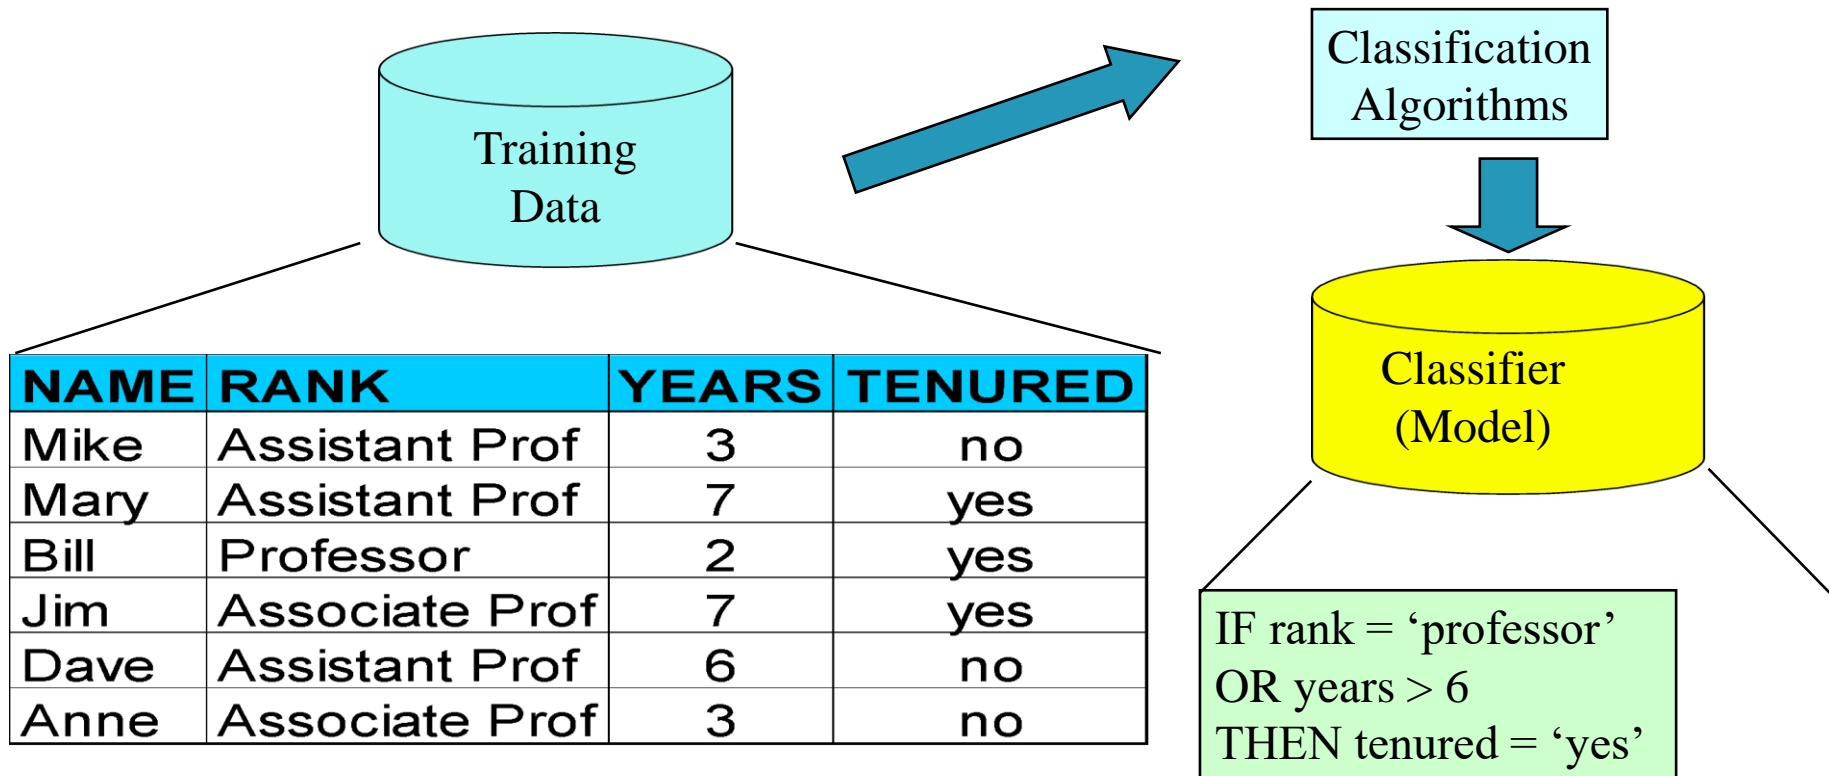 Training
Data
Classification
Algorithms
Classifier
(Model)
NAME RANK YEARS TENURED
Mike Assistant Prof 3 no
Mary Assistant Prof 7 yes
Bill Professor 2 yes
Jim Associate Prof 7 yes
Dave Assistant Prof 6 no
Anne Associate Prof 3 no
IF rank = ‘professor’
OR years > 6
THEN tenured = ‘yes’